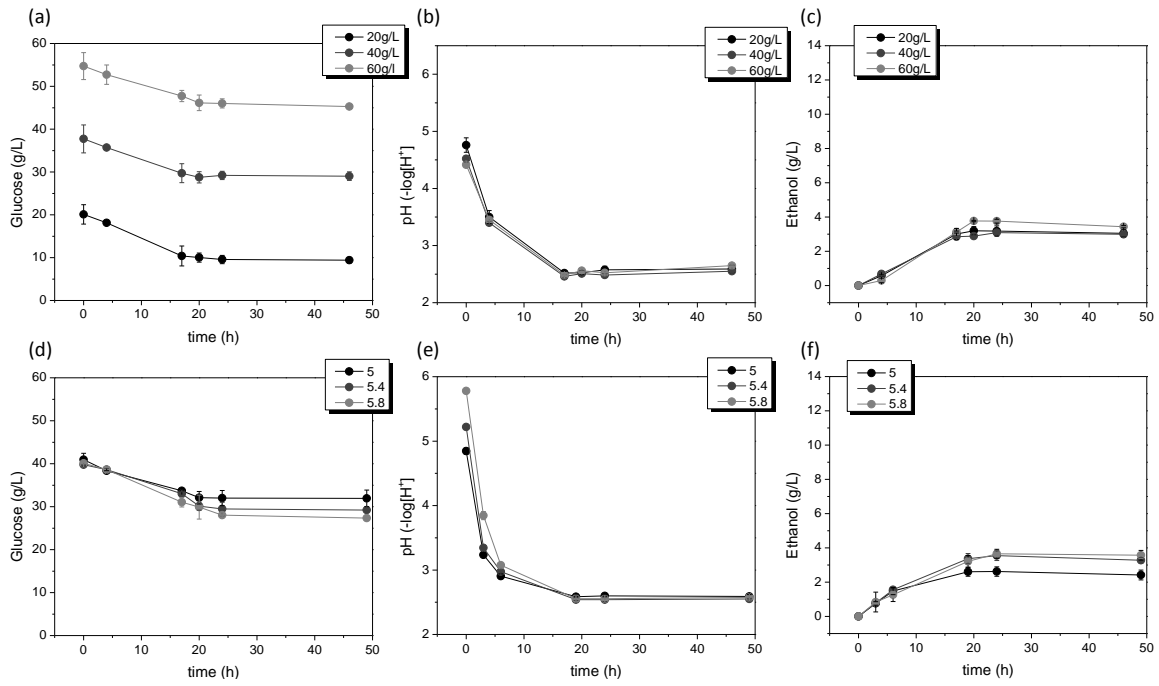 (a)
20g/L
40g/L
60g/l
60
50
40
30
20
10
0
Glucose (g/L)
0 10 20 30 40 50
time (h)
(b)
20g/L
40g/L
60g/L
6
5
4
3
2
pH (-log[H⁺]
0 10 20 30 40 50
time (h)
(c)
20g/L
40g/L
60g/L
14
12
10
8
6
4
2
0
Ethanol (g/L)
0 10 20 30 40 50
time (h)
(d)
5
5.4
5.8
60
50
40
30
20
10
0
Glucose (g/L)
0 10 20 30 40 50
time (h)
(e)
5
5.4
5.8
6
5
4
3
2
pH (-log[H⁺]
0 10 20 30 40 50
time (h)
(f)
5
5.4
5.8
14
12
10
8
6
4
2
0
Ethanol (g/L)
0 10 20 30 40 50
time (h)